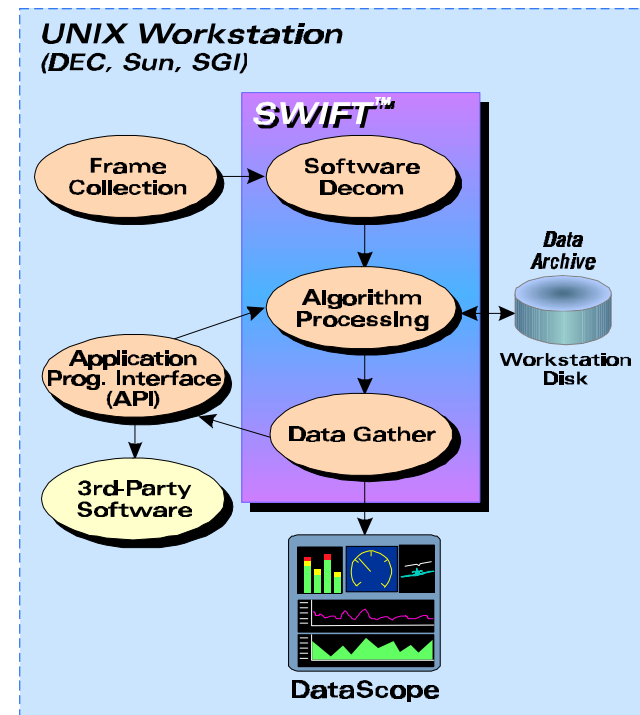 UNIX Workstation
(DEC, Sun, SGI)
SWIFT™
Frame
Collection
Software
Decom
Data
Archive
Algorithm
Processing
Workstation
Disk
Application
Prog. Interface
(API)
Data Gather
3rd-Party
Software
DataScope